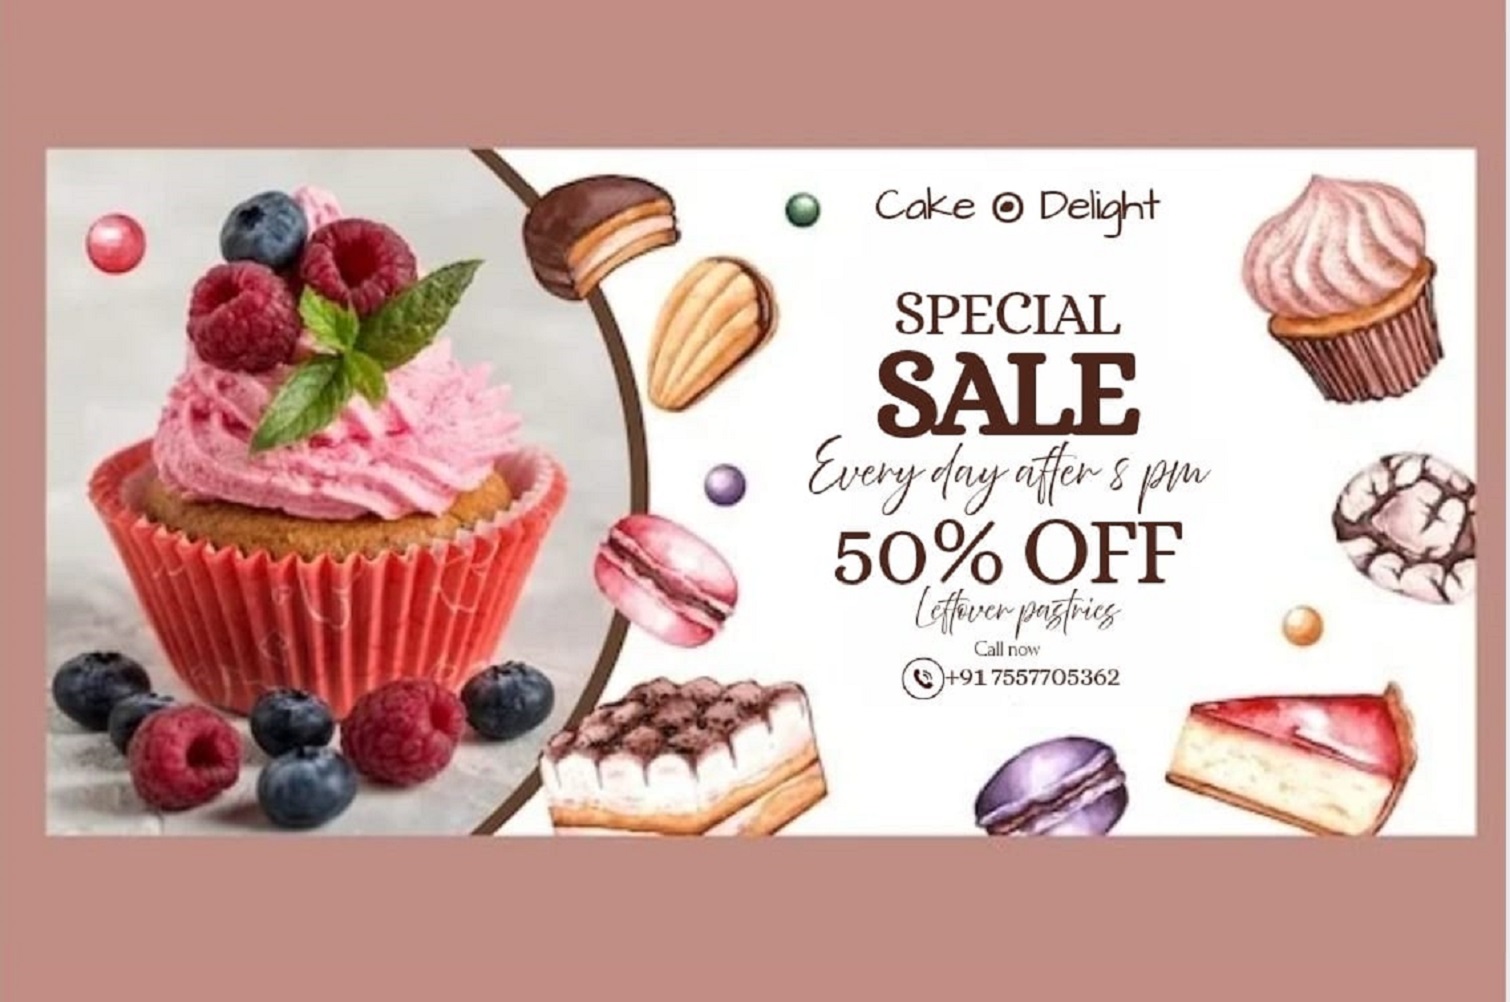 Cake Delight
SPECIAL
SALE
Every day after 8 pm
50% OFF
Leftover pastries
Call now
+91 7557705362